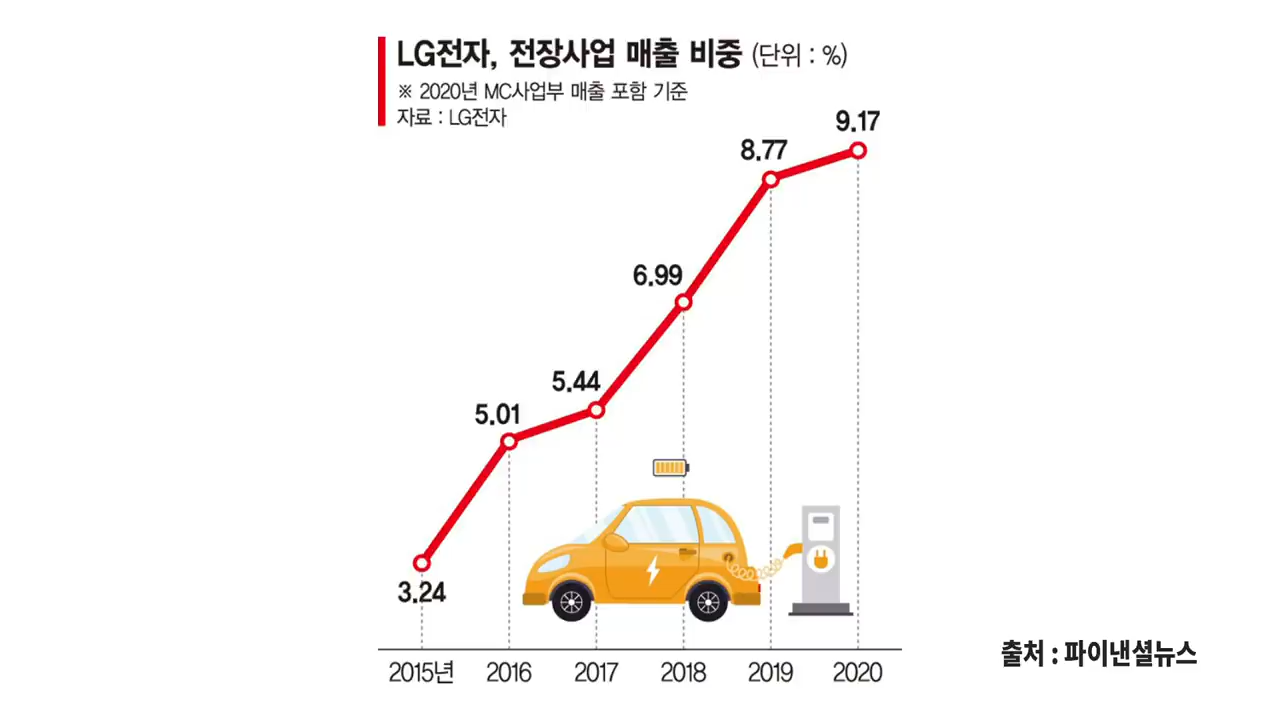 LG전자, 전장사업 매출 비중 (단위 : %)
※ 2020년 MC사업부 매출 포함 기준
자료 : LG전자
9.17
8.77
6.99
5.44
5.01
3.24
2015년 2016 2017 2018 2019 2020
출처 : 파이낸셜뉴스